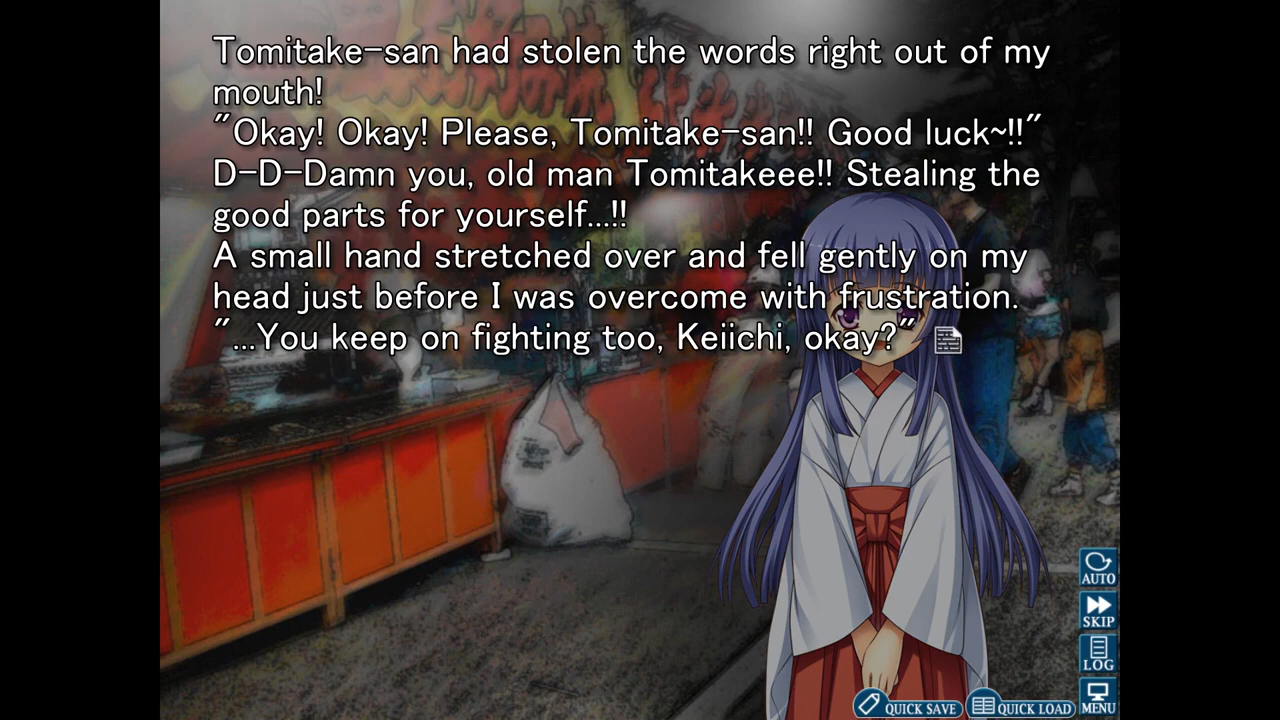 Tomitake-san had stolen the words right out of my
mouth!
"Okay! Okay! Please, Tomitake-san!! Good luck~!!"
D-D-Damn you, old man Tomitakeee!! Stealing the
good parts for yourself...!!
A small hand stretched over and fell gently on my
head just before I was overcome with frustration.
"...You keep on fighting too, Keiichi, okay?"
AUTO
SKIP
LOG
MENU
QUICK SAVE
QUICK LOAD